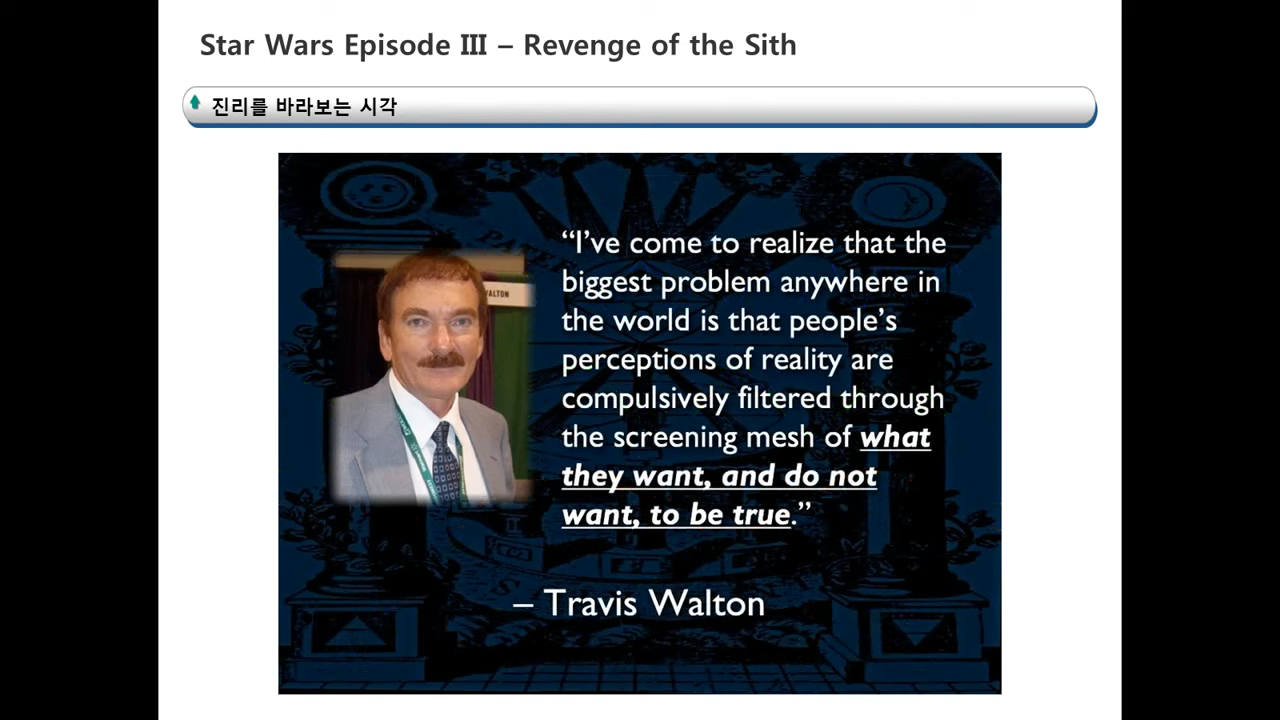 Star Wars Episode III – Revenge of the Sith
진리를 바라보는 시각
WALTON
“I’ve come to realize that the
biggest problem anywhere in
the world is that people’s
perceptions of reality are
compulsively filtered through
the screening mesh of what
they want, and do not
want, to be true.”
– Travis Walton